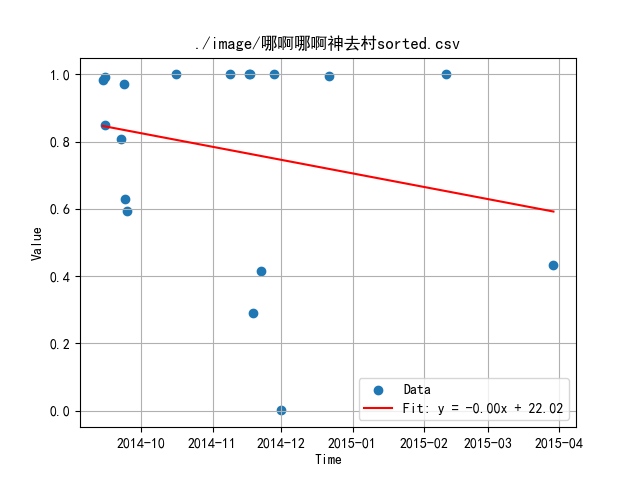 ./image/哪啊哪啊神去村sorted.csv
1.0
0.8
0.6
0.4
0.2
0.0
Value
2014-10
2014-11
2014-12
2015-01
2015-02
2015-03
2015-04
Time
Data
Fit: y = -0.00x + 22.02